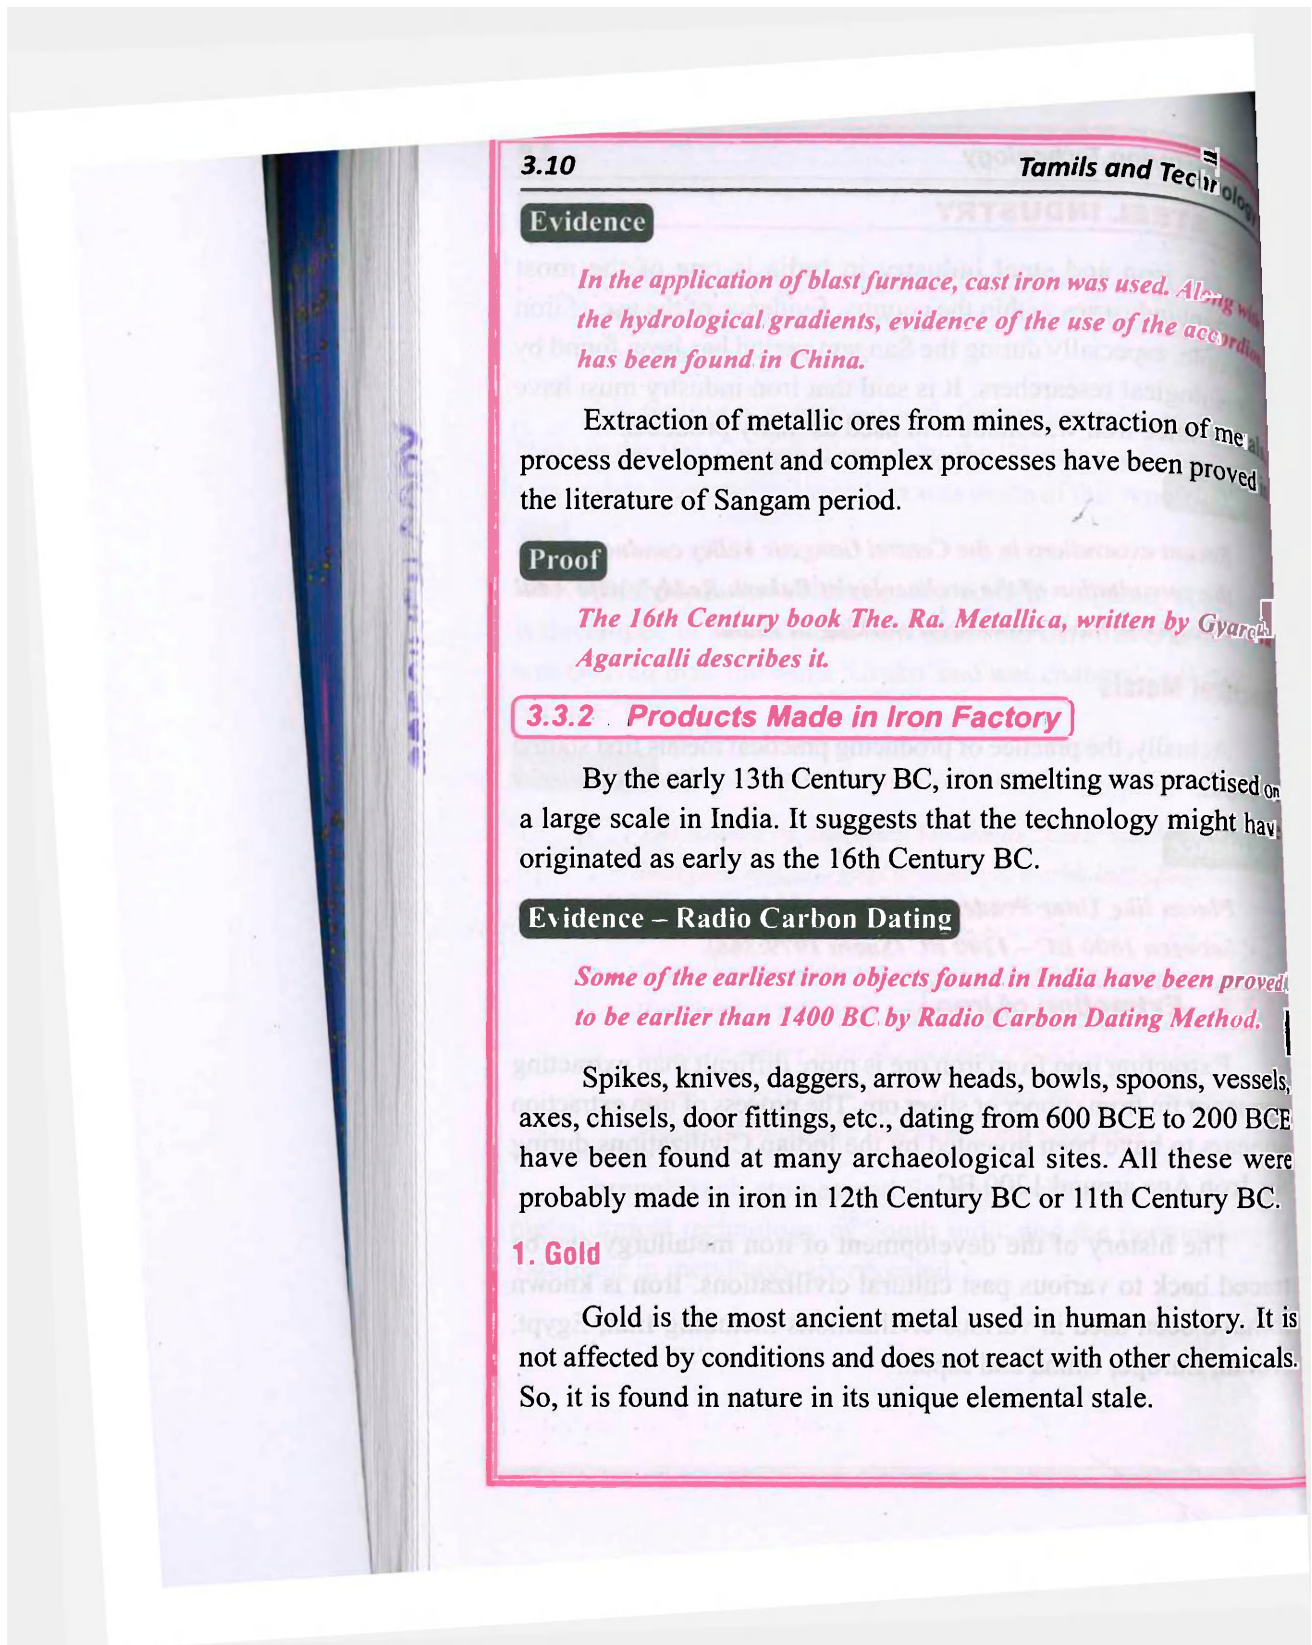 3.10 Tamils and Technology
Evidence
In the application of blast furnace, cast iron was used. Along with
the hydrological gradients, evidence of the use of the accordion
has been found in China.
Extraction of metallic ores from mines, extraction of
process development and complex processes have been proved
the literature of Sangam period.
Proof
The 16th Century book The. Ra. Metallica, written by
Agaricalli describes it.
3.3.2 Products Made in Iron Factory
By the early 13th Century BC, iron smelting was practised on
a large scale in India. It suggests that the technology might hav
originated as early as the 16th Century BC.
Evidence – Radio Carbon Dating
Some of the earliest iron objects found in India have been proved
to be earlier than 1400 BC by Radio Carbon Dating Method.
Spikes, knives, daggers, arrow heads, bowls, spoons, vessels,
axes, chisels, door fittings, etc., dating from 600 BCE to 200 BCE
have been found at many archaeological sites. All these were
probably made in iron in 12th Century BC or 11th Century BC.
1. Gold
Gold is the most ancient metal used in human history. It is
not affected by conditions and does not react with other chemicals.
So, it is found in nature in its unique elemental stale.